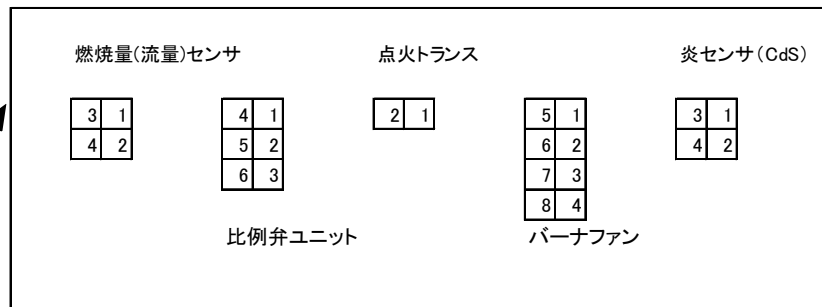 燃焼量(流量)センサ
点火トランス
炎センサ(CdS)
3 1
4 2
4 1
5 2
6 3
2 1
5 1
6 2
7 3
8 4
3 1
4 2
比例弁ユニット
バーナファン